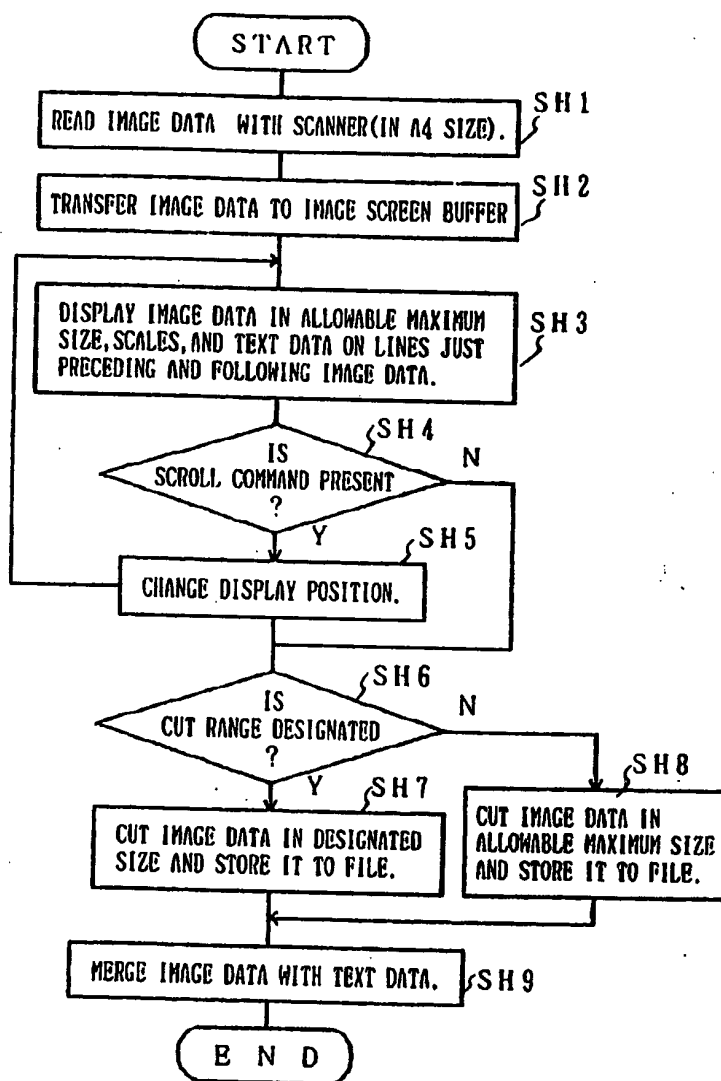 START
SH1
READ IMAGE DATA WITH SCANNER(IN A4 SIZE).
SH2
TRANSFER IMAGE DATA TO IMAGE SCREEN BUFFER
SH3
DISPLAY IMAGE DATA IN ALLOWABLE MAXIMUM
SIZE,SCALES,AND TEXT DATA ON LINES JUST
PRECEDING AND FOLLOWING IMAGE DATA.
SH4
IS
SCROLL COMMAND PRESENT
?
N
Y
SH5
CHANGE DISPLAY POSITION.
SH6
IS
CUT RANGE DESIGNATED
?
N
Y
SH7
CUT IMAGE DATA IN DESIGNATED
SIZE AND STORE IT TO FILE.
SH8
CUT IMAGE DATA IN
ALLOWABLE MAXIMUM SIZE
AND STORE IT TO FILE.
MERGE IMAGE DATA WITH TEXT DATA.
SH9
END